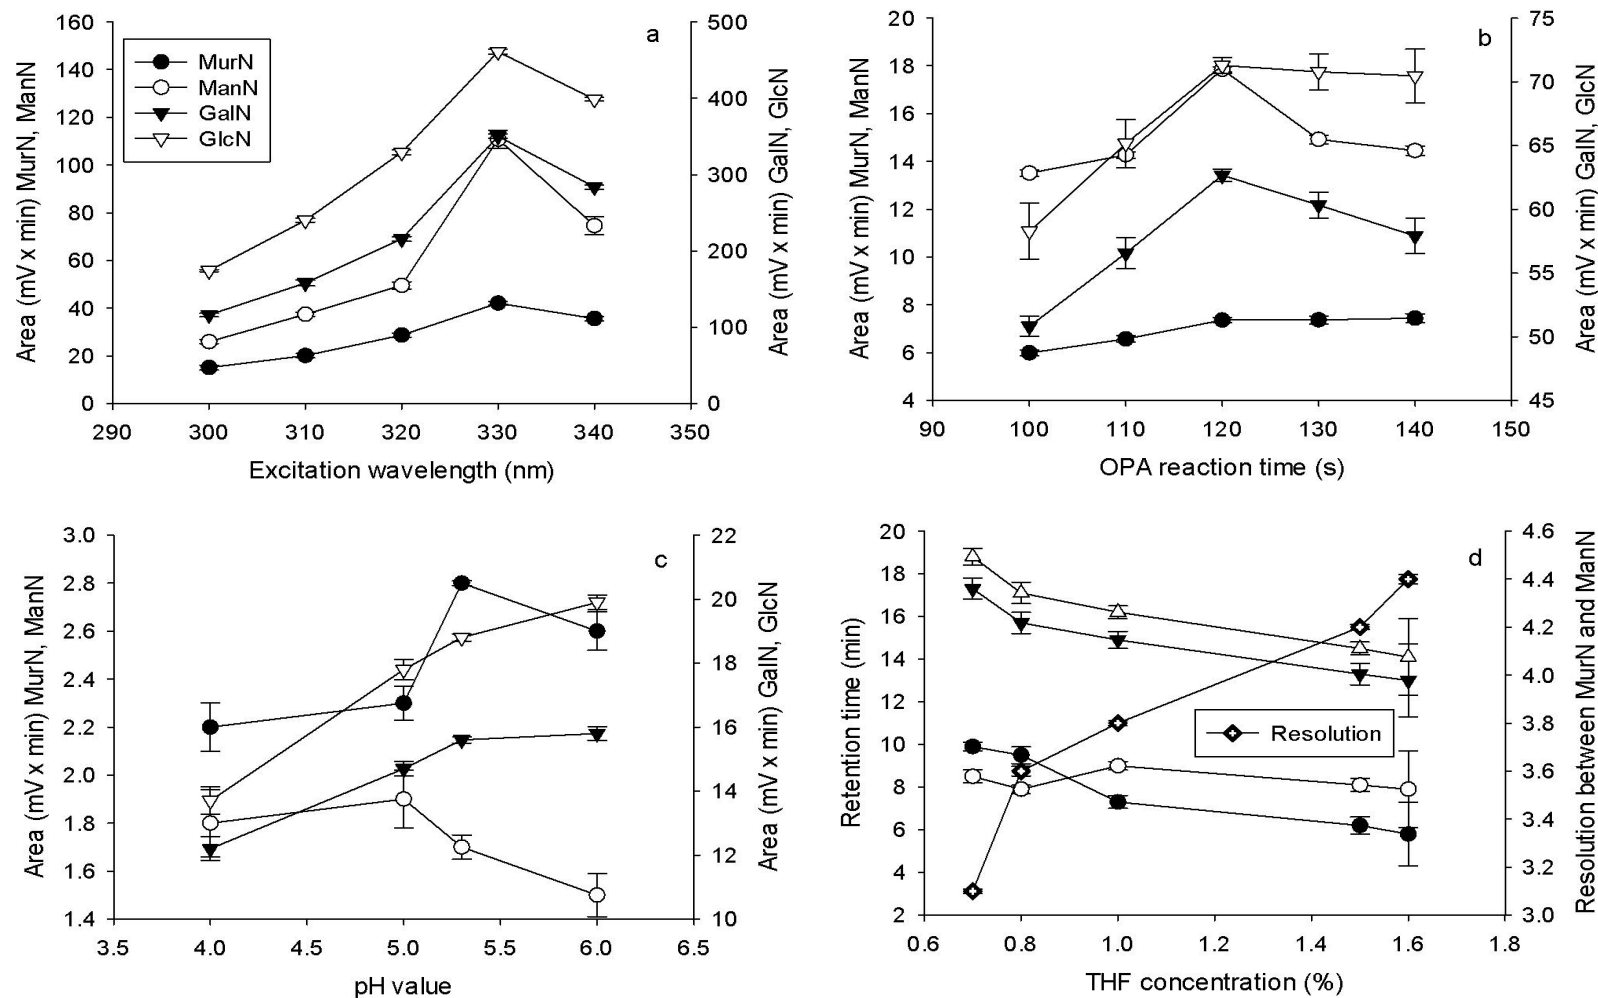 a
MurN
ManN
GalN
GlcN
Area (mV x min) MurN, ManN
160
140
120
100
80
60
40
20
0
500
400
300
200
100
0
Area (mV x min) GalN, GlcN
290 300 310 320 330 340 350
Excitation wavelength (nm)
b
Area (mV x min) MurN, ManN
20
18
16
14
12
10
8
6
4
75
70
65
60
55
50
45
Area (mV x min) GalN, GlcN
90 100 110 120 130 140 150
OPA reaction time (s)
c
Area (mV x min) MurN, ManN
3.0
2.8
2.6
2.4
2.2
2.0
1.8
1.6
1.4
22
20
18
16
14
12
10
Area (mV x min) GalN, GlcN
3.5 4.0 4.5 5.0 5.5 6.0 6.5
pH value
d
Retention time (min)
20
18
16
14
12
10
8
6
4
2
Resolution
4.6
4.4
4.2
4.0
3.8
3.6
3.4
3.2
3.0
Resolution between MurN and ManN
0.6 0.8 1.0 1.2 1.4 1.6 1.8
THF concentration (%)